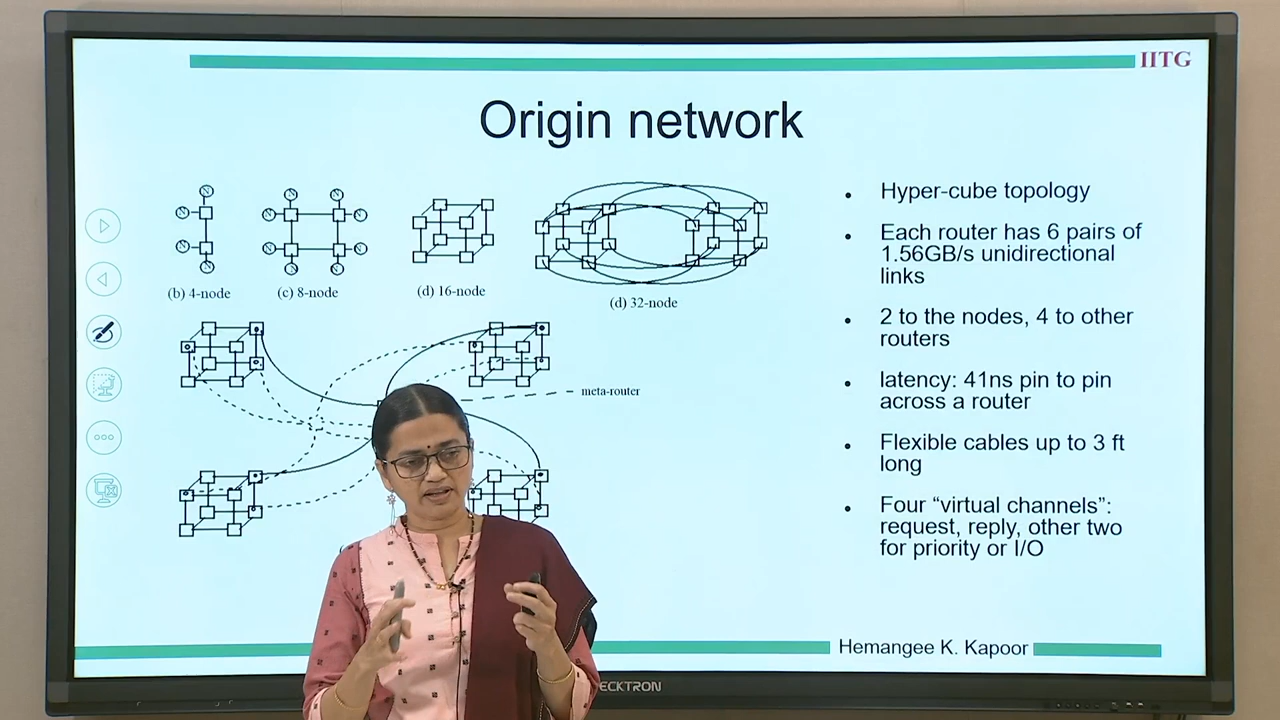 IITG
Origin network
N N
N N
N N N N
N N N N
(b) 4-node
(c) 8-node
(d) 16-node
(d) 32-node
meta-router
• Hyper-cube topology
• Each router has 6 pairs of
1.56GB/s unidirectional
links
• 2 to the nodes, 4 to other
routers
• latency: 41ns pin to pin
across a router
• Flexible cables up to 3 ft
long
• Four “virtual channels”:
request, reply, other two
for priority or I/O
Hemangee K. Kapoor
ECKTRON